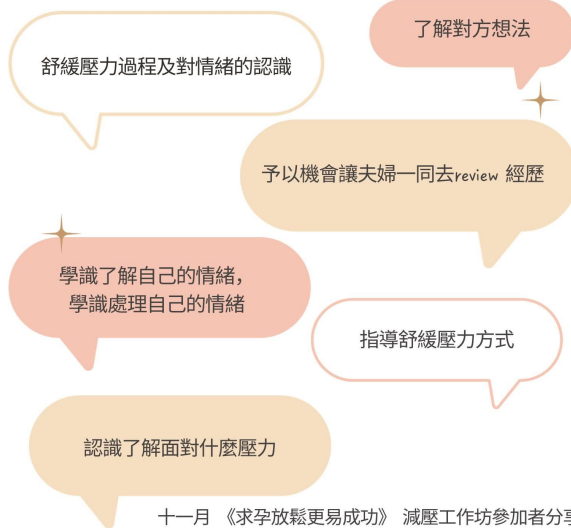 了解對方想法
舒緩壓力過程及對情緒的認識
予以機會讓夫婦一同去review 經歷
學識了解自己的情緒，
學識處理自己的情緒
指導舒緩壓力方式
認識了解面對什麼壓力
十一月 《求孕放鬆更易成功》 減壓工作坊參加者分享